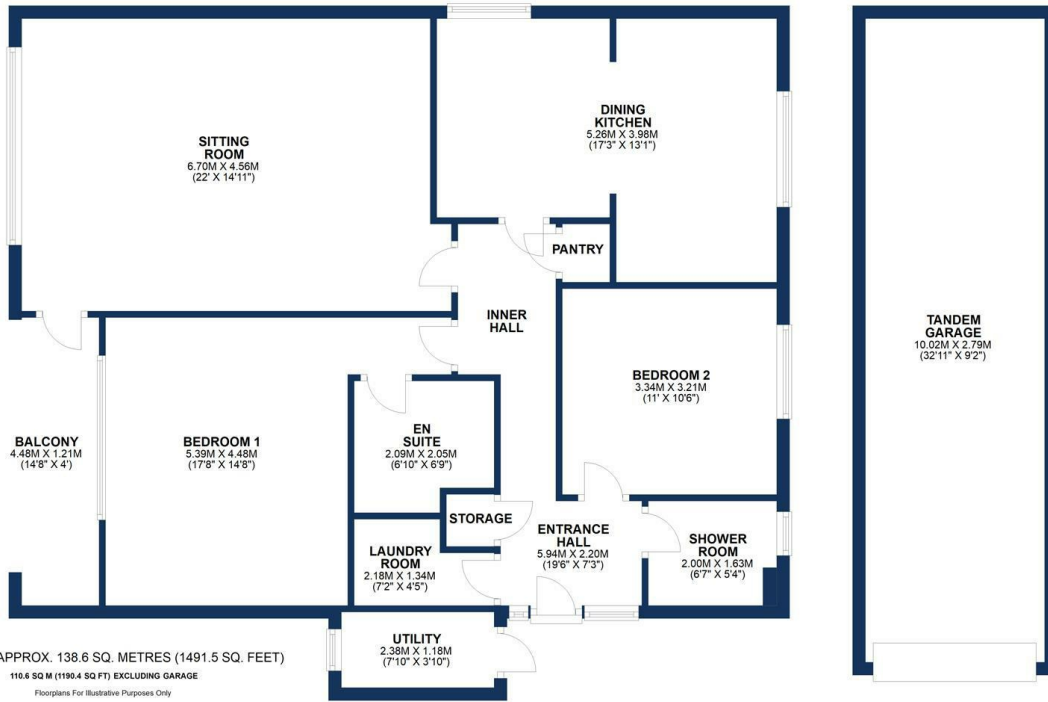 SITTING
ROOM
6.70M X 4.56M
(22' X 14'11")
DINING
KITCHEN
5.26M X 3.98M
(17'3" X 13'1")
PANTRY
INNER
HALL
TANDEM
GARAGE
10.02M X 2.79M
(32'11" X 9'2")
BEDROOM 2
3.34M X 3.21M
(11' X 10'6")
BALCONY
4.48M X 1.21M
(14'8" X 4')
BEDROOM 1
5.39M X 4.48M
(17'8" X 14'8")
EN
SUITE
2.09M X 2.05M
(6'10" X 6'9")
STORAGE
ENTRANCE
HALL
5.94M X 2.20M
(19'6" X 7'3")
SHOWER
ROOM
2.00M X 1.63M
(6'7" X 5'4")
LAUNDRY
ROOM
2.18M X 1.34M
(7'2" X 4'5")
UTILITY
2.38M X 1.18M
(7'10" X 3'10")
APPROX. 138.6 SQ. METRES (1491.5 SQ. FEET)
110.6 SQ M (1190.4 SQ FT) EXCLUDING GARAGE
Floorplans For Illustrative Purposes Only